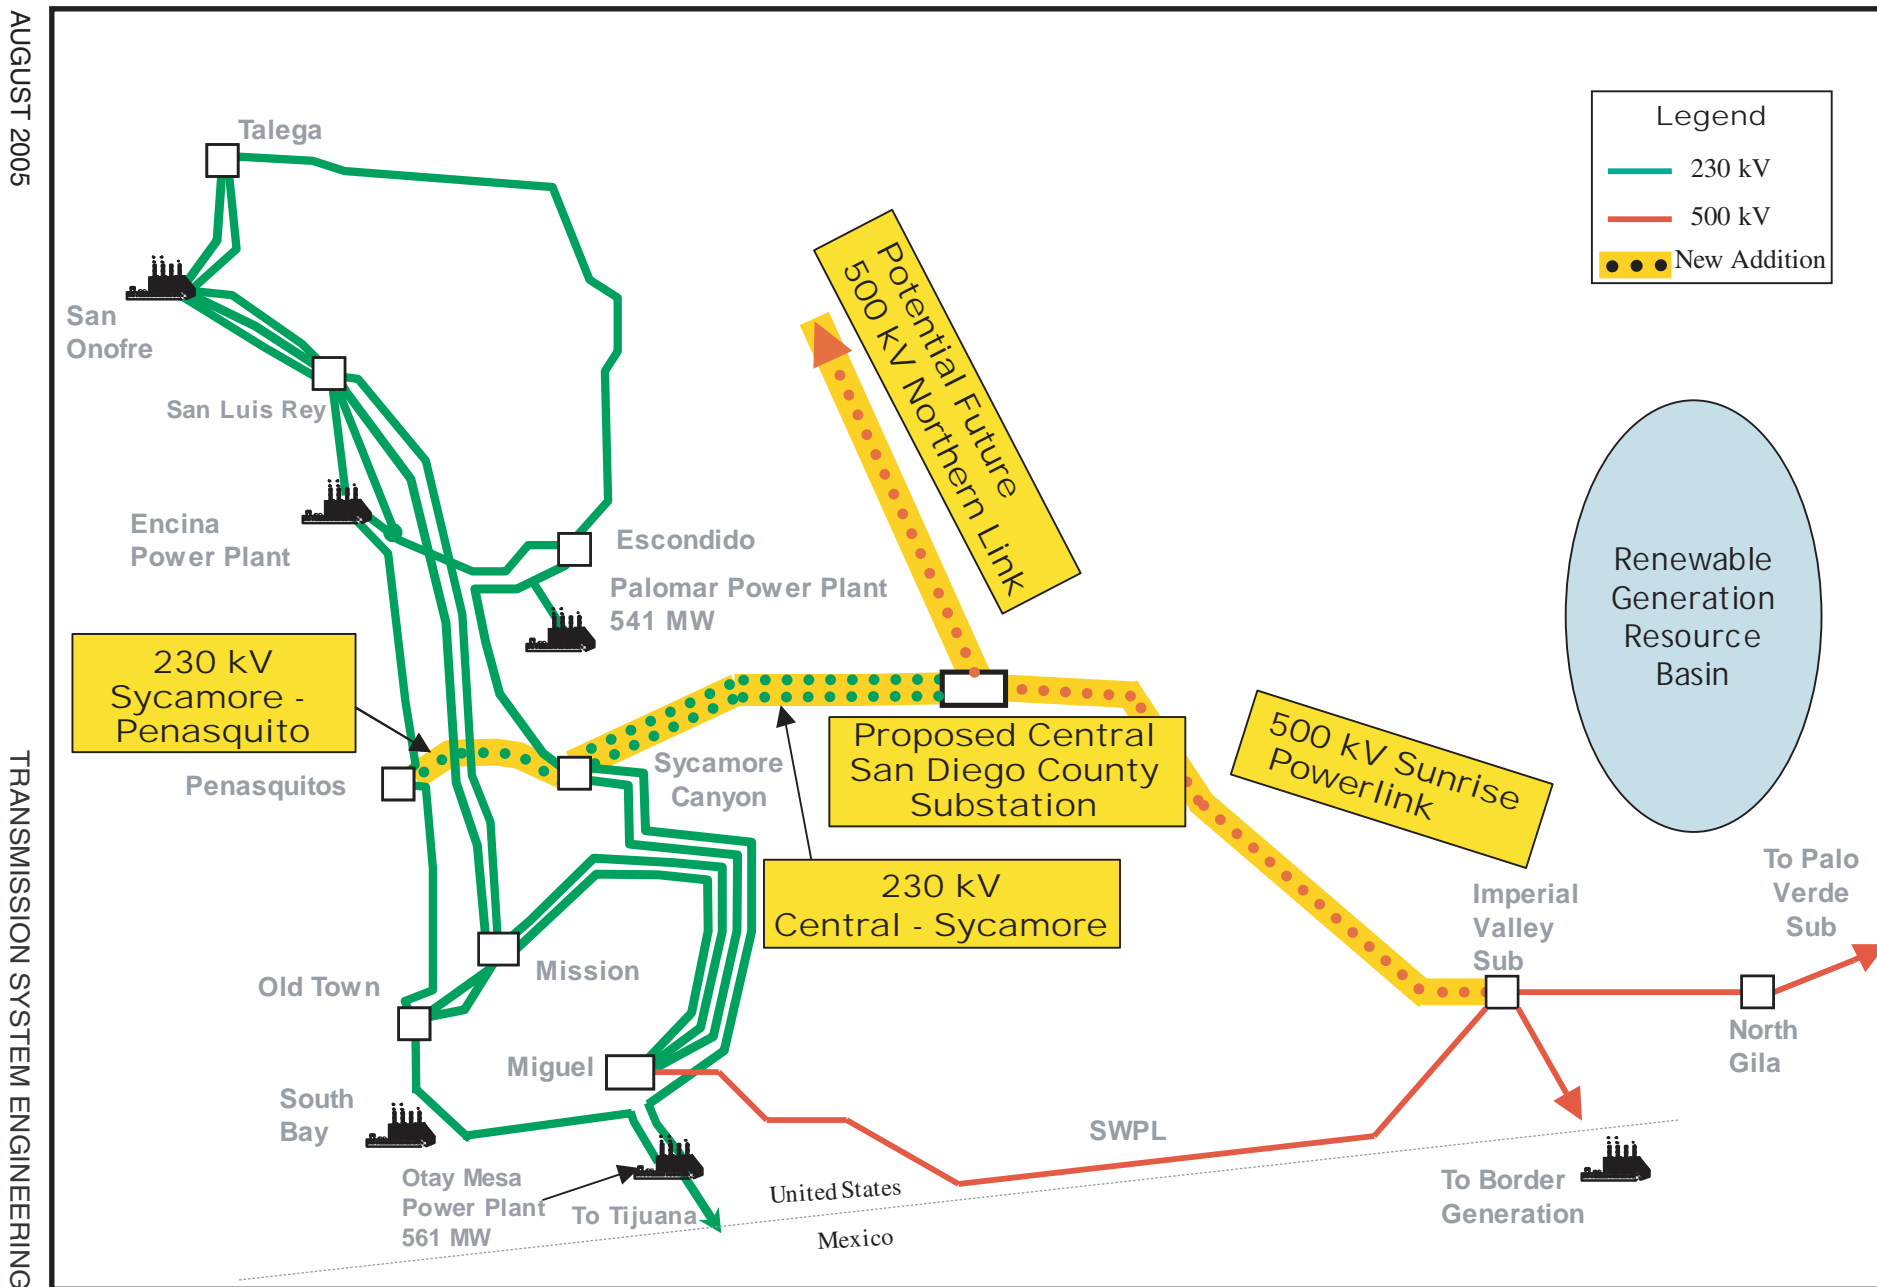 AUGUST 2005
TRANSMISSION SYSTEM ENGINEERING
Legend
230 kV
500 kV
New Addition
Talega
San
Onofre
San Luis Rey
Encina
Power Plant
Escondido
Palomar Power Plant
541 MW
Potential Future
500 kV Northern Link
Renewable
Generation
Resource
Basin
230 kV
Sycamore -
Penasquito
Penasquitos
Sycamore
Canyon
Proposed Central
San Diego County
Substation
500 kV Sunrise
Powerlink
230 kV
Central - Sycamore
Imperial
Valley
Sub
To Palo
Verde
Sub
North
Gila
Mission
Old Town
Miguel
South
Bay
SWPL
Otay Mesa
Power Plant
561 MW
To Tijuana
United States
Mexico
To Border
Generation